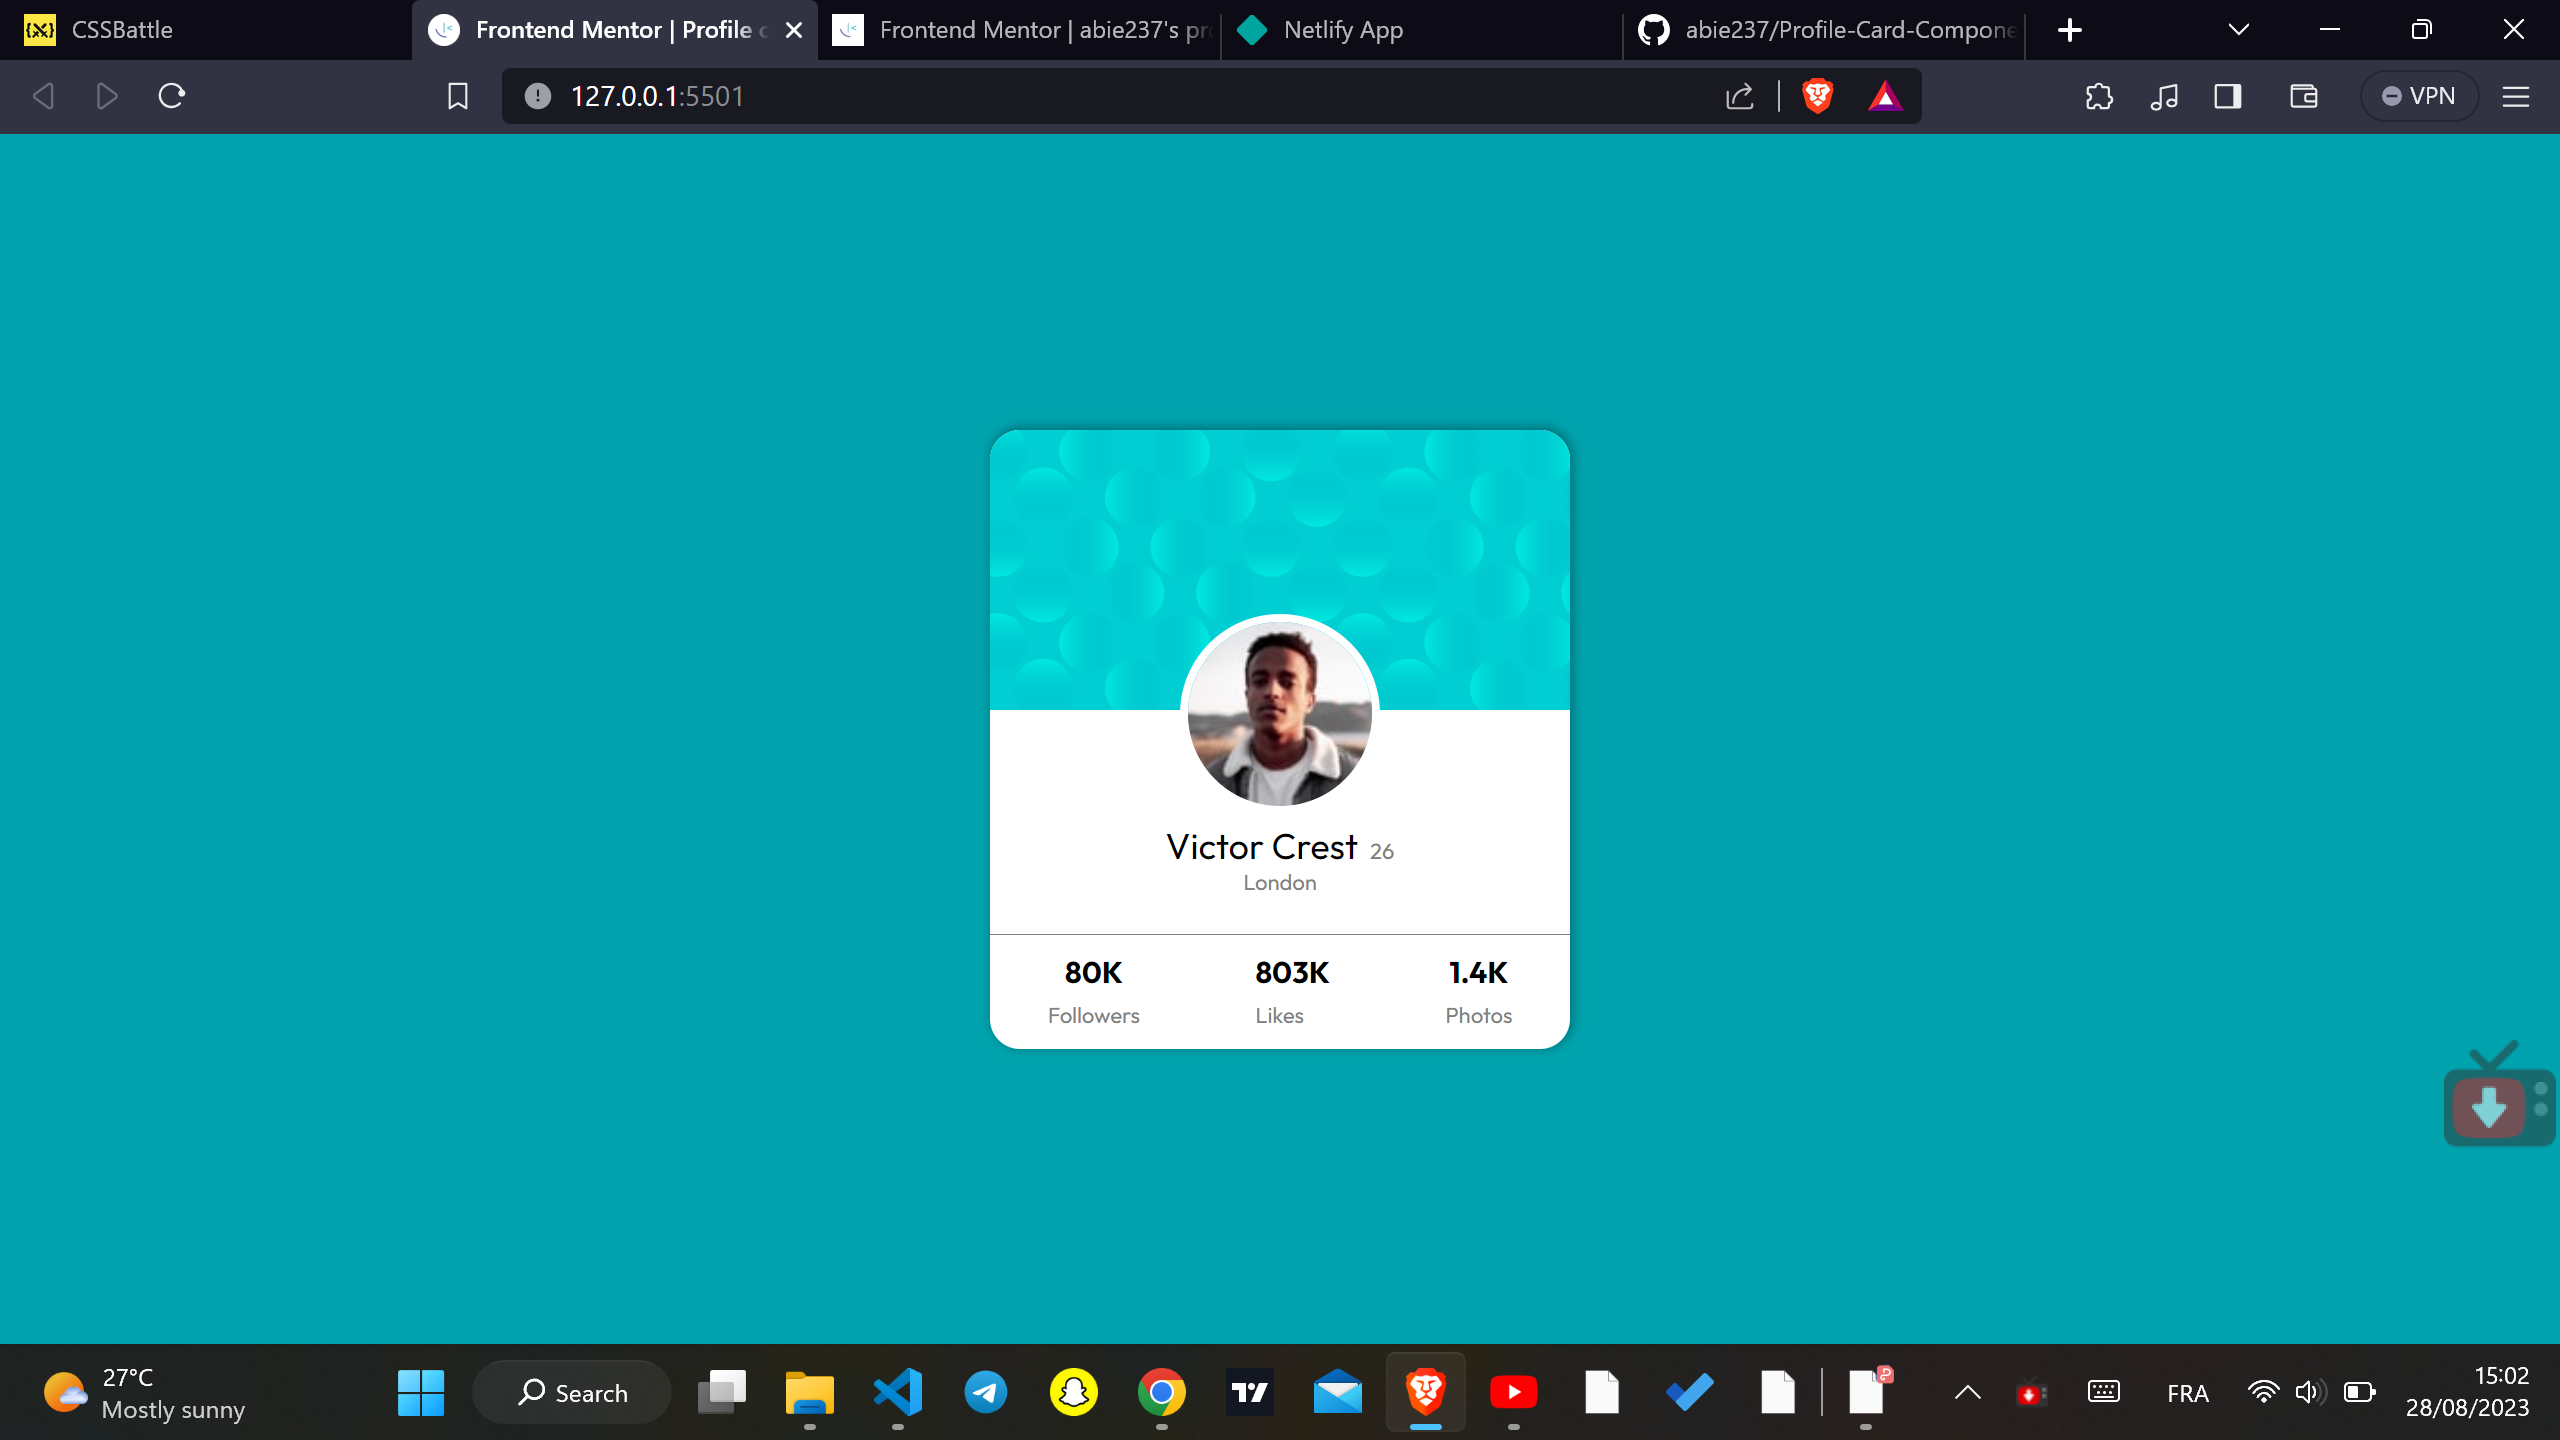 CSSBattle
Frontend Mentor | Profile c
Frontend Mentor | abie237's pr
Netlify App
abie237/Profile-Card-Compone
127.0.0.1:5501
VPN
Victor Crest 26
London
80K 803K 1.4K
Followers Likes Photos
27°C
Mostly sunny
Search
FRA
15:02
28/08/2023